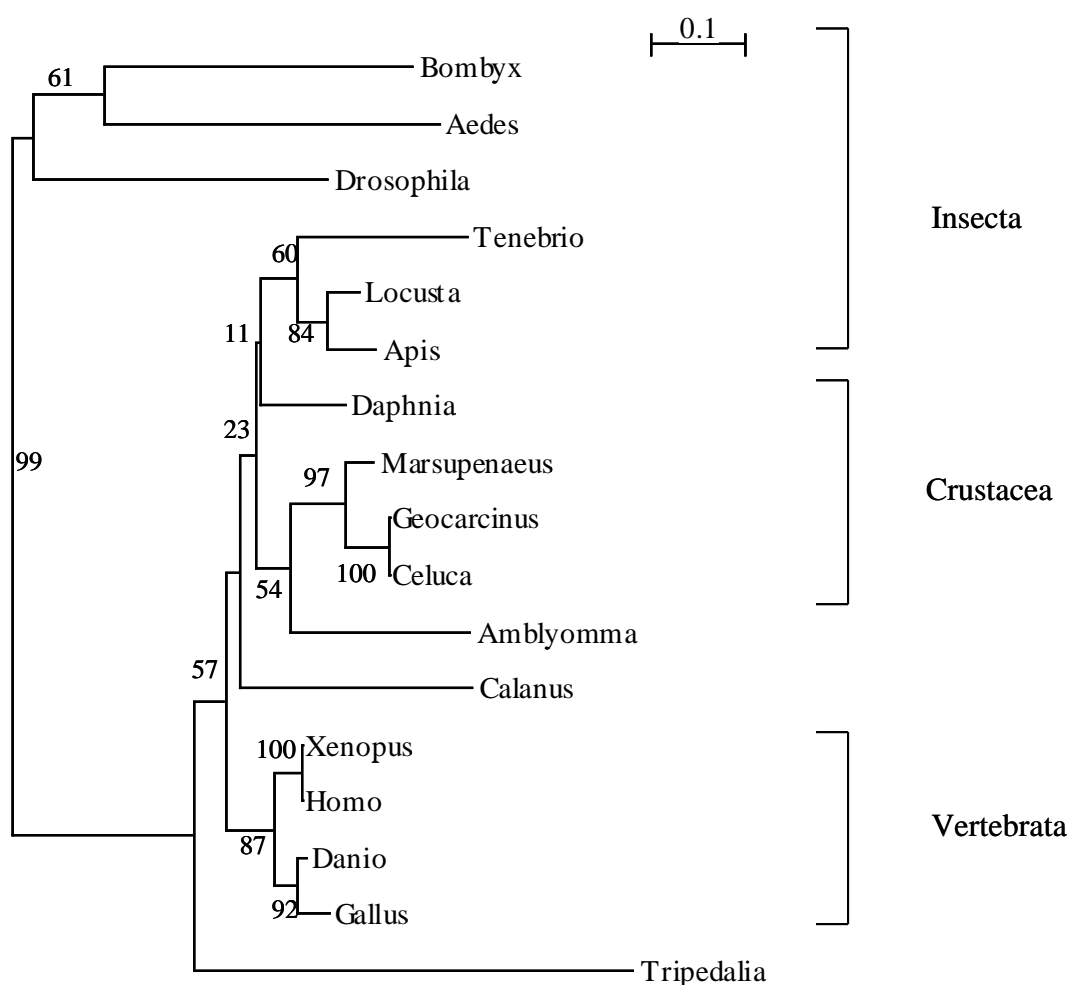 0.1
61
Bombyx
Aedes
Drosophila
Insecta
Tenebrio
60
Locusta
11
84
Apis
Daphnia
23
99
97
Marsupenaeus
Crustacea
Geocarcinus
100
Celuca
54
Amblyomma
57
Calanus
100
Xenopus
Homo
Vertebrata
87
Danio
92
Gallus
Tripedalia